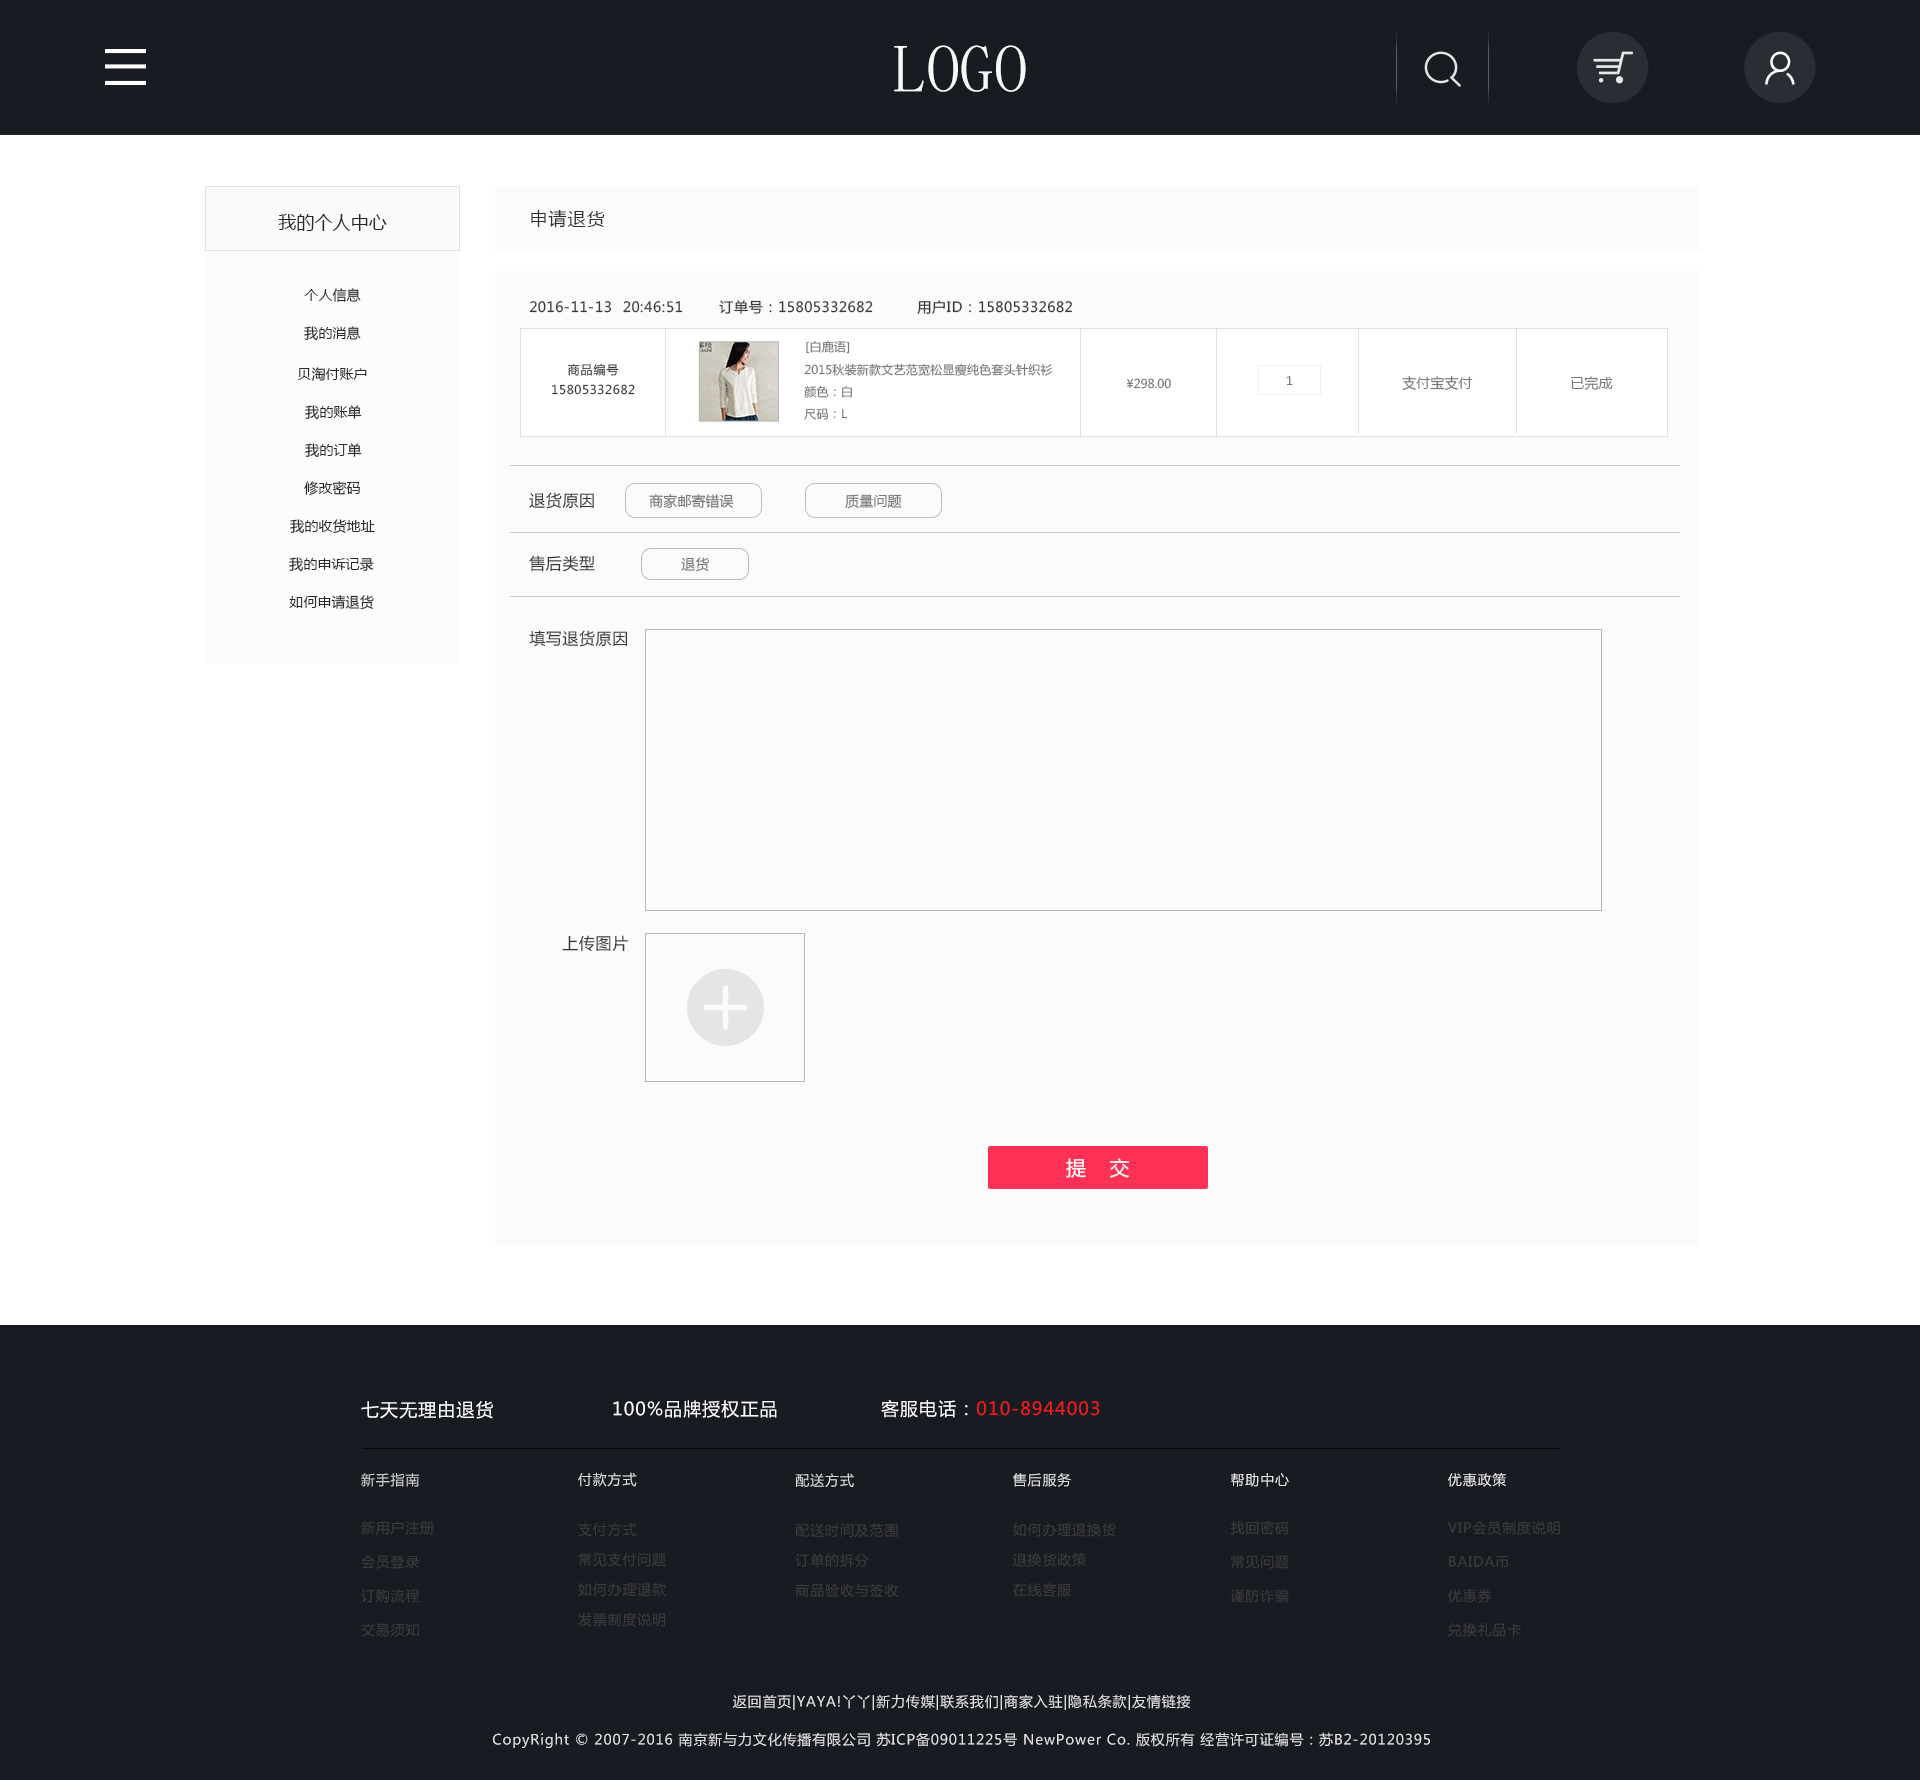 LOGO
我的个人中心
申请退货
个人信息
我的消息
贝淘付账户
我的账单
我的订单
修改密码
我的收货地址
我的申诉记录
如何申请退货
2016-11-13 20:46:51 订单号：15805332682 用户ID：15805332682
商品编号
15805332682
[白鹿语]
2015秋装新款文艺范宽松显瘦纯色套头针织衫
颜色：白
尺码：L
¥298.00
1
支付宝支付
已完成
退货原因 商家邮寄错误 质量问题
售后类型 退货
填写退货原因
上传图片
提 交
七天无理由退货 100%品牌授权正品 客服电话：010-8944003
新手指南
新用户注册
会员登录
订购流程
交易须知
付款方式
支付方式
常见支付问题
如何办理退款
发票制度说明
配送方式
配送时间及范围
订单的拆分
商品验收与签收
售后服务
如何办理退换货
退换货政策
在线客服
帮助中心
找回密码
常见问题
谨防诈骗
优惠政策
VIP会员制度说明
BAIDA币
优惠券
兑换礼品卡
返回首页|YAYA!丫丫|新力传媒|联系我们|商家入驻|隐私条款|友情链接
CopyRight © 2007-2016 南京新与力文化传播有限公司 苏ICP备09011225号 NewPower Co. 版权所有 经营许可证编号：苏B2-20120395